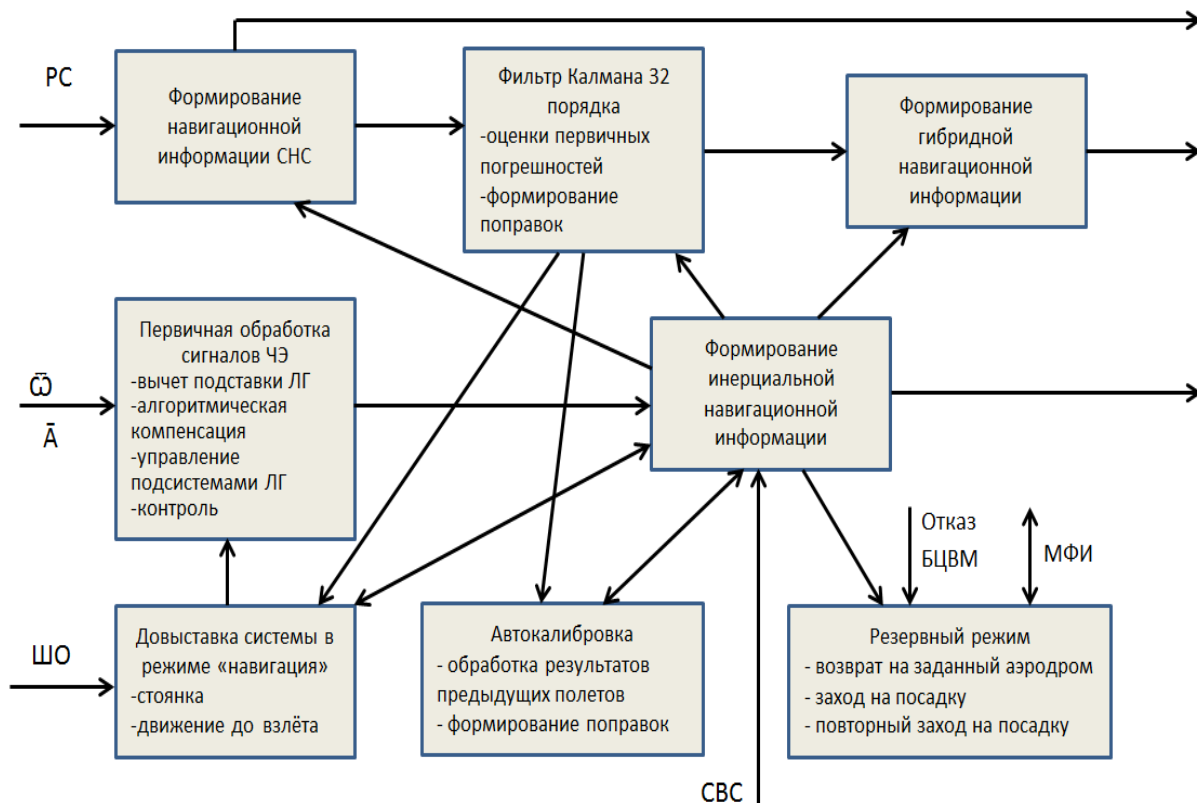 РС
Формирование
навигационной
информации СНС
Фильтр Калмана 32
порядка
-оценки первичных
погрешностей
-формирование
поправок
Формирование
гибридной
навигационной
информации
ω̄
Ā
Первичная обработка
сигналов ЧЭ
-вычет подставки ЛГ
-алгоритмическая
компенсация
-управление
подсистемами ЛГ
-контроль
Формирование
инерциальной
навигационной
информации
Отказ
БЦВМ
МФИ
ШО
Довыставка системы в
режиме «навигация»
-стоянка
-движение до взлёта
Автокалибровка
- обработка результатов
предыдущих полетов
- формирование поправок
Резервный режим
- возврат на заданный аэродром
- заход на посадку
- повторный заход на посадку
СВС